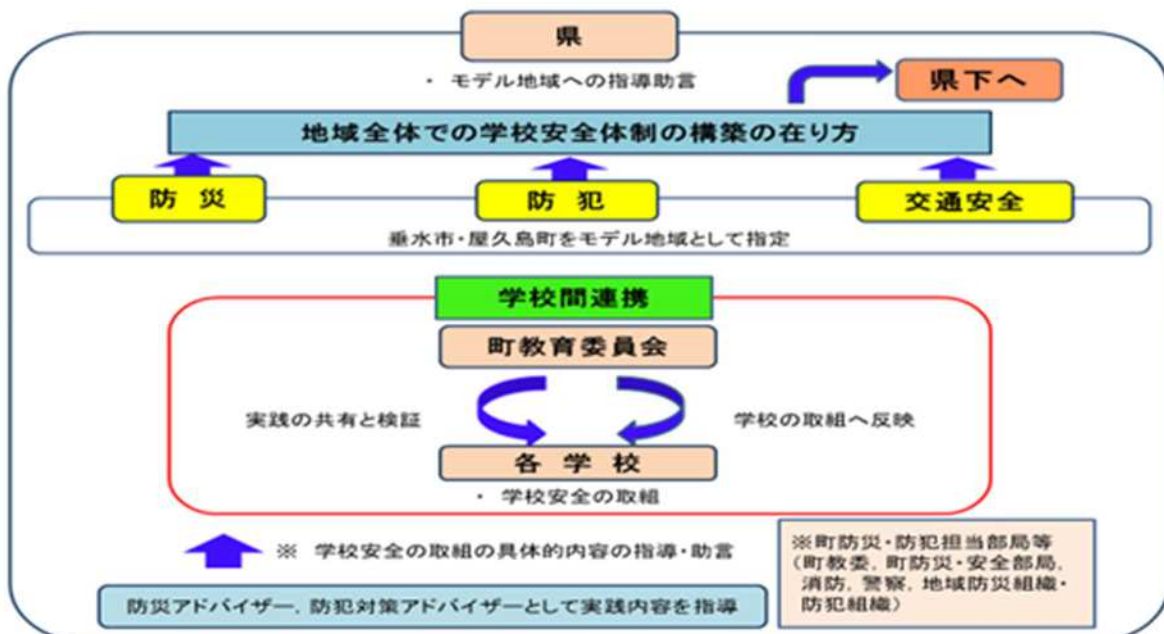 県
・ モデル地域への指導助言
県下へ
地域全体での学校安全体制の構築の在り方
防 災
防 犯
交通安全
垂水市・屋久島町をモデル地域として指定
学校間連携
町教育委員会
実践の共有と検証
学校の取組へ反映
各 学 校
・ 学校安全の取組
※ 学校安全の取組の具体的内容の指導・助言
防災アドバイザー，防犯対策アドバイザーとして実践内容を指導
※町防災・防犯担当部局等
（町教委，町防災・安全部局，
消防，警察，地域防災組織・
防犯組織）